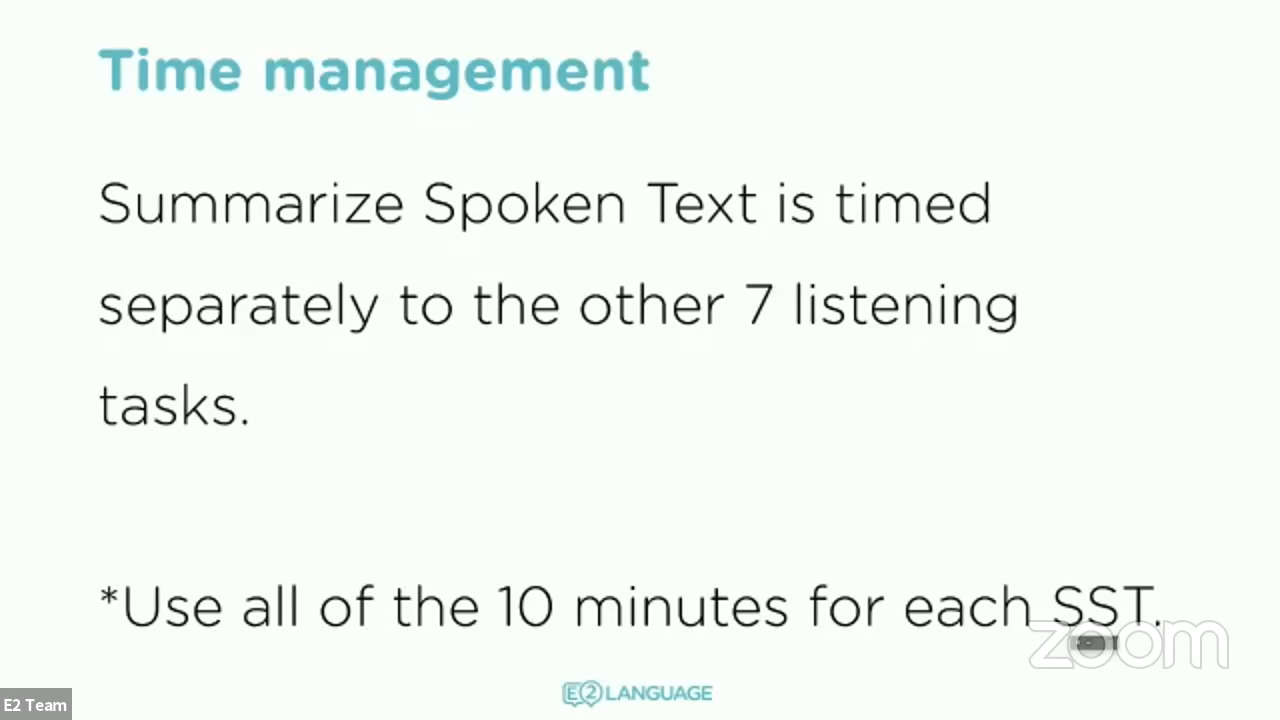 Time management
Summarize Spoken Text is timed
separately to the other 7 listening
tasks.
*Use all of the 10 minutes for each SST.
zoom
E2 LANGUAGE
E2 Team